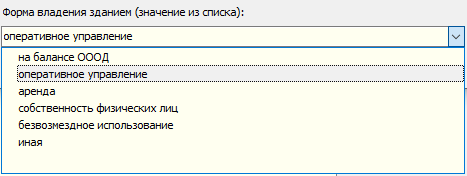 Форма владения зданием (значение из списка):
оперативное управление
на балансе ОООД
оперативное управление
аренда
собственность физических лиц
безвозмездное использование
иная